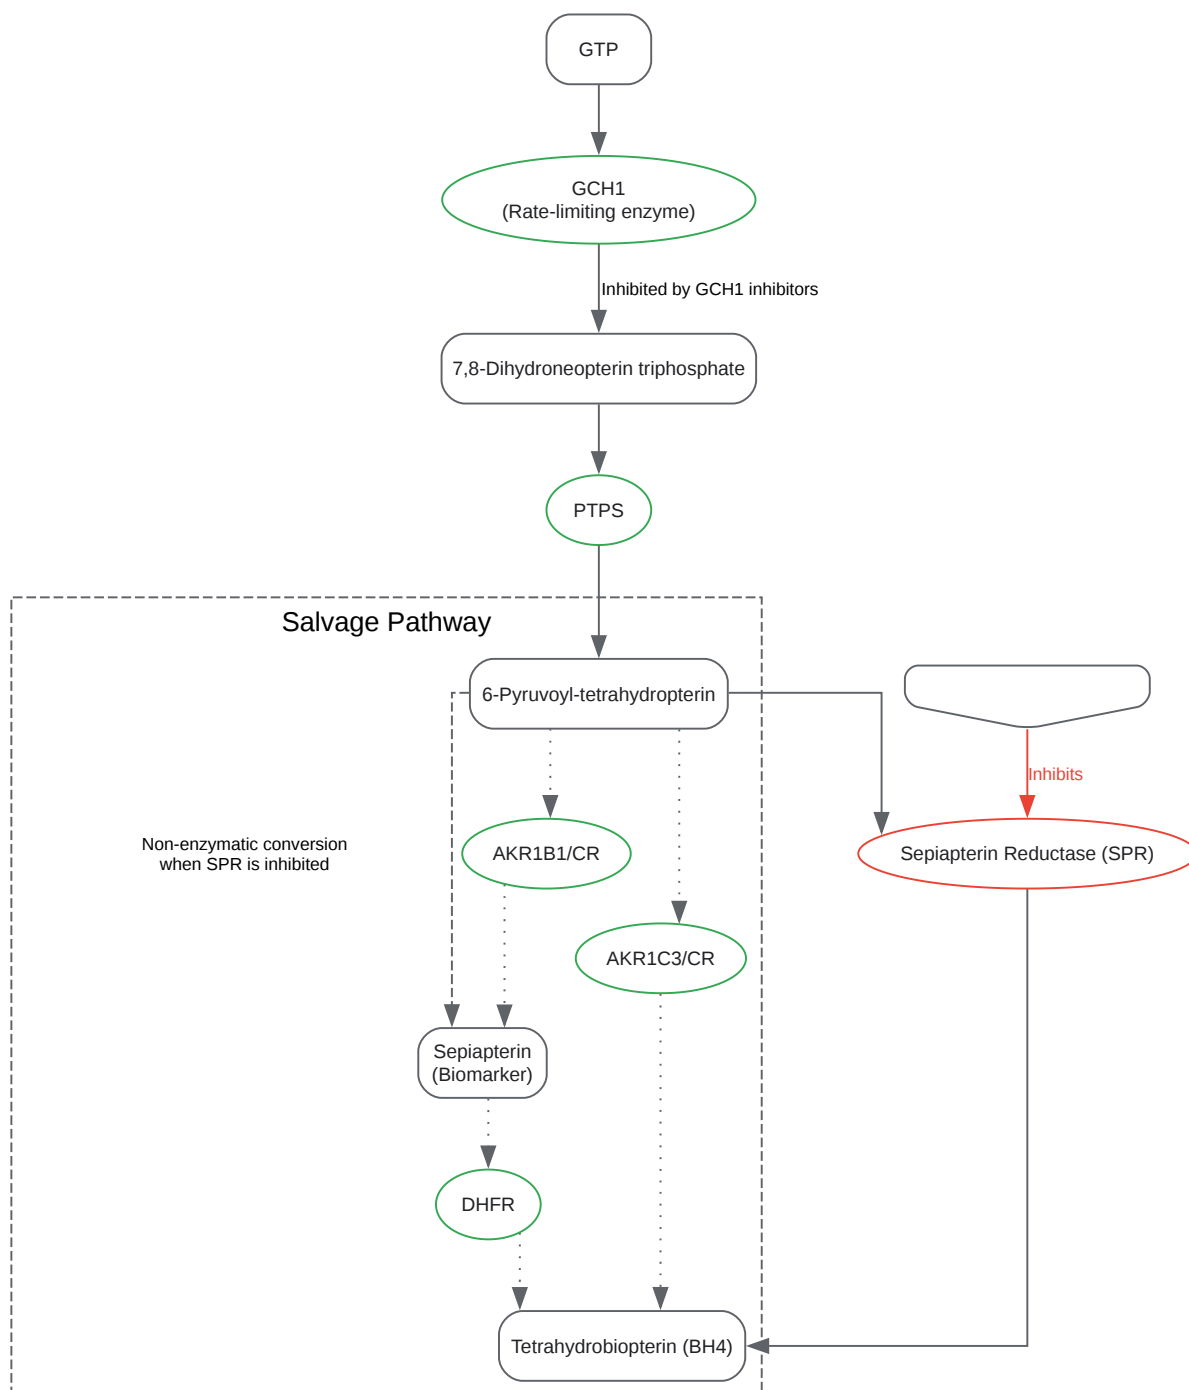 GTP
GCH1
(Rate-limiting enzyme)
Inhibited by GCH1 inhibitors
7,8-Dihydroneopterin triphosphate
PTPS
Salvage Pathway
6-Pyruvoyl-tetrahydropterin
Inhibits
Non-enzymatic conversion
when SPR is inhibited
AKR1B1/CR
Sepiapterin Reductase (SPR)
AKR1C3/CR
Sepiapterin
(Biomarker)
DHFR
Tetrahydrobiopterin (BH4)